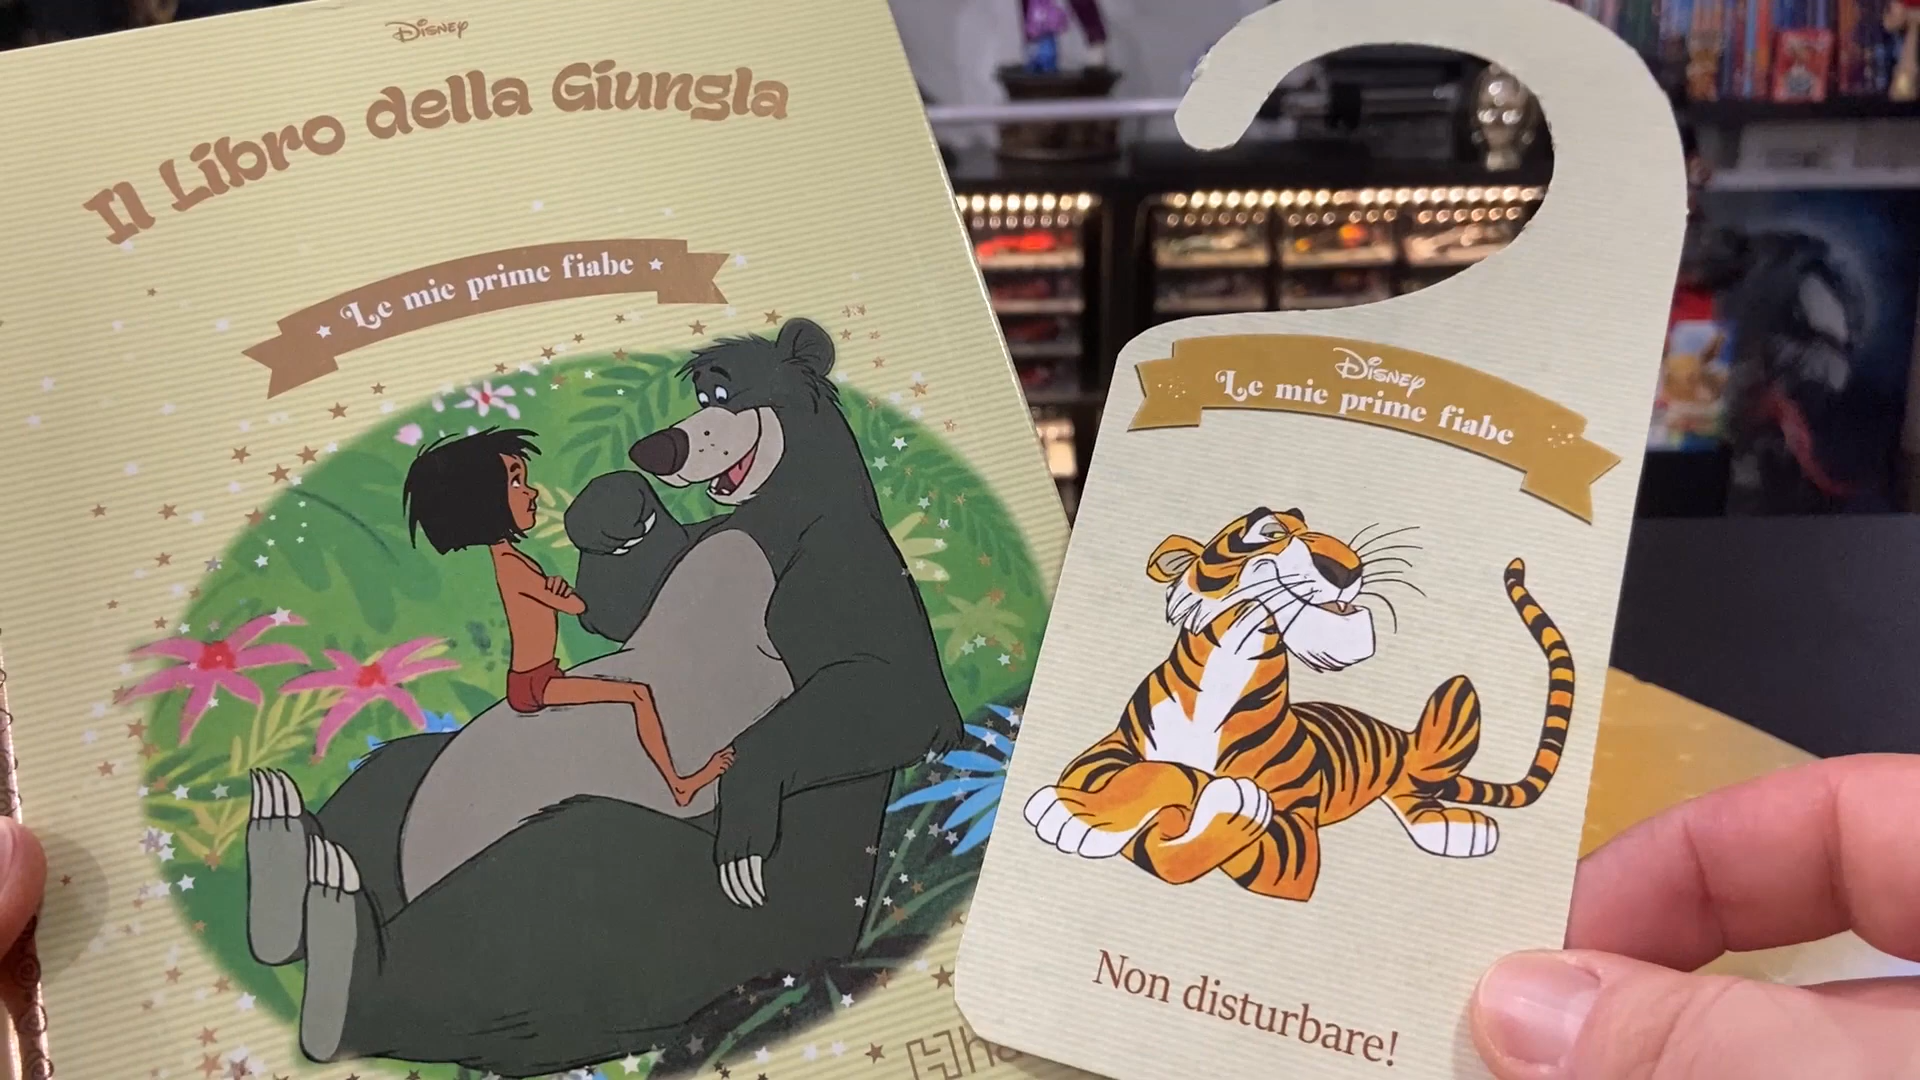 Disney
Il Libro della Giungla
Le mie prime fiabe
Disney
Le mie prime fiabe
Non disturbare!